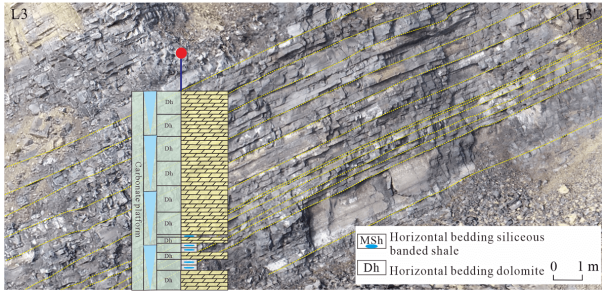 L3
L3'
Carbonate platform
Dh
Dh
Dh
Dh
Dh
Dh
Dh
Dh
Dh
MSh Horizontal bedding siliceous
banded shale
Dh Horizontal bedding dolomite
0 1 m